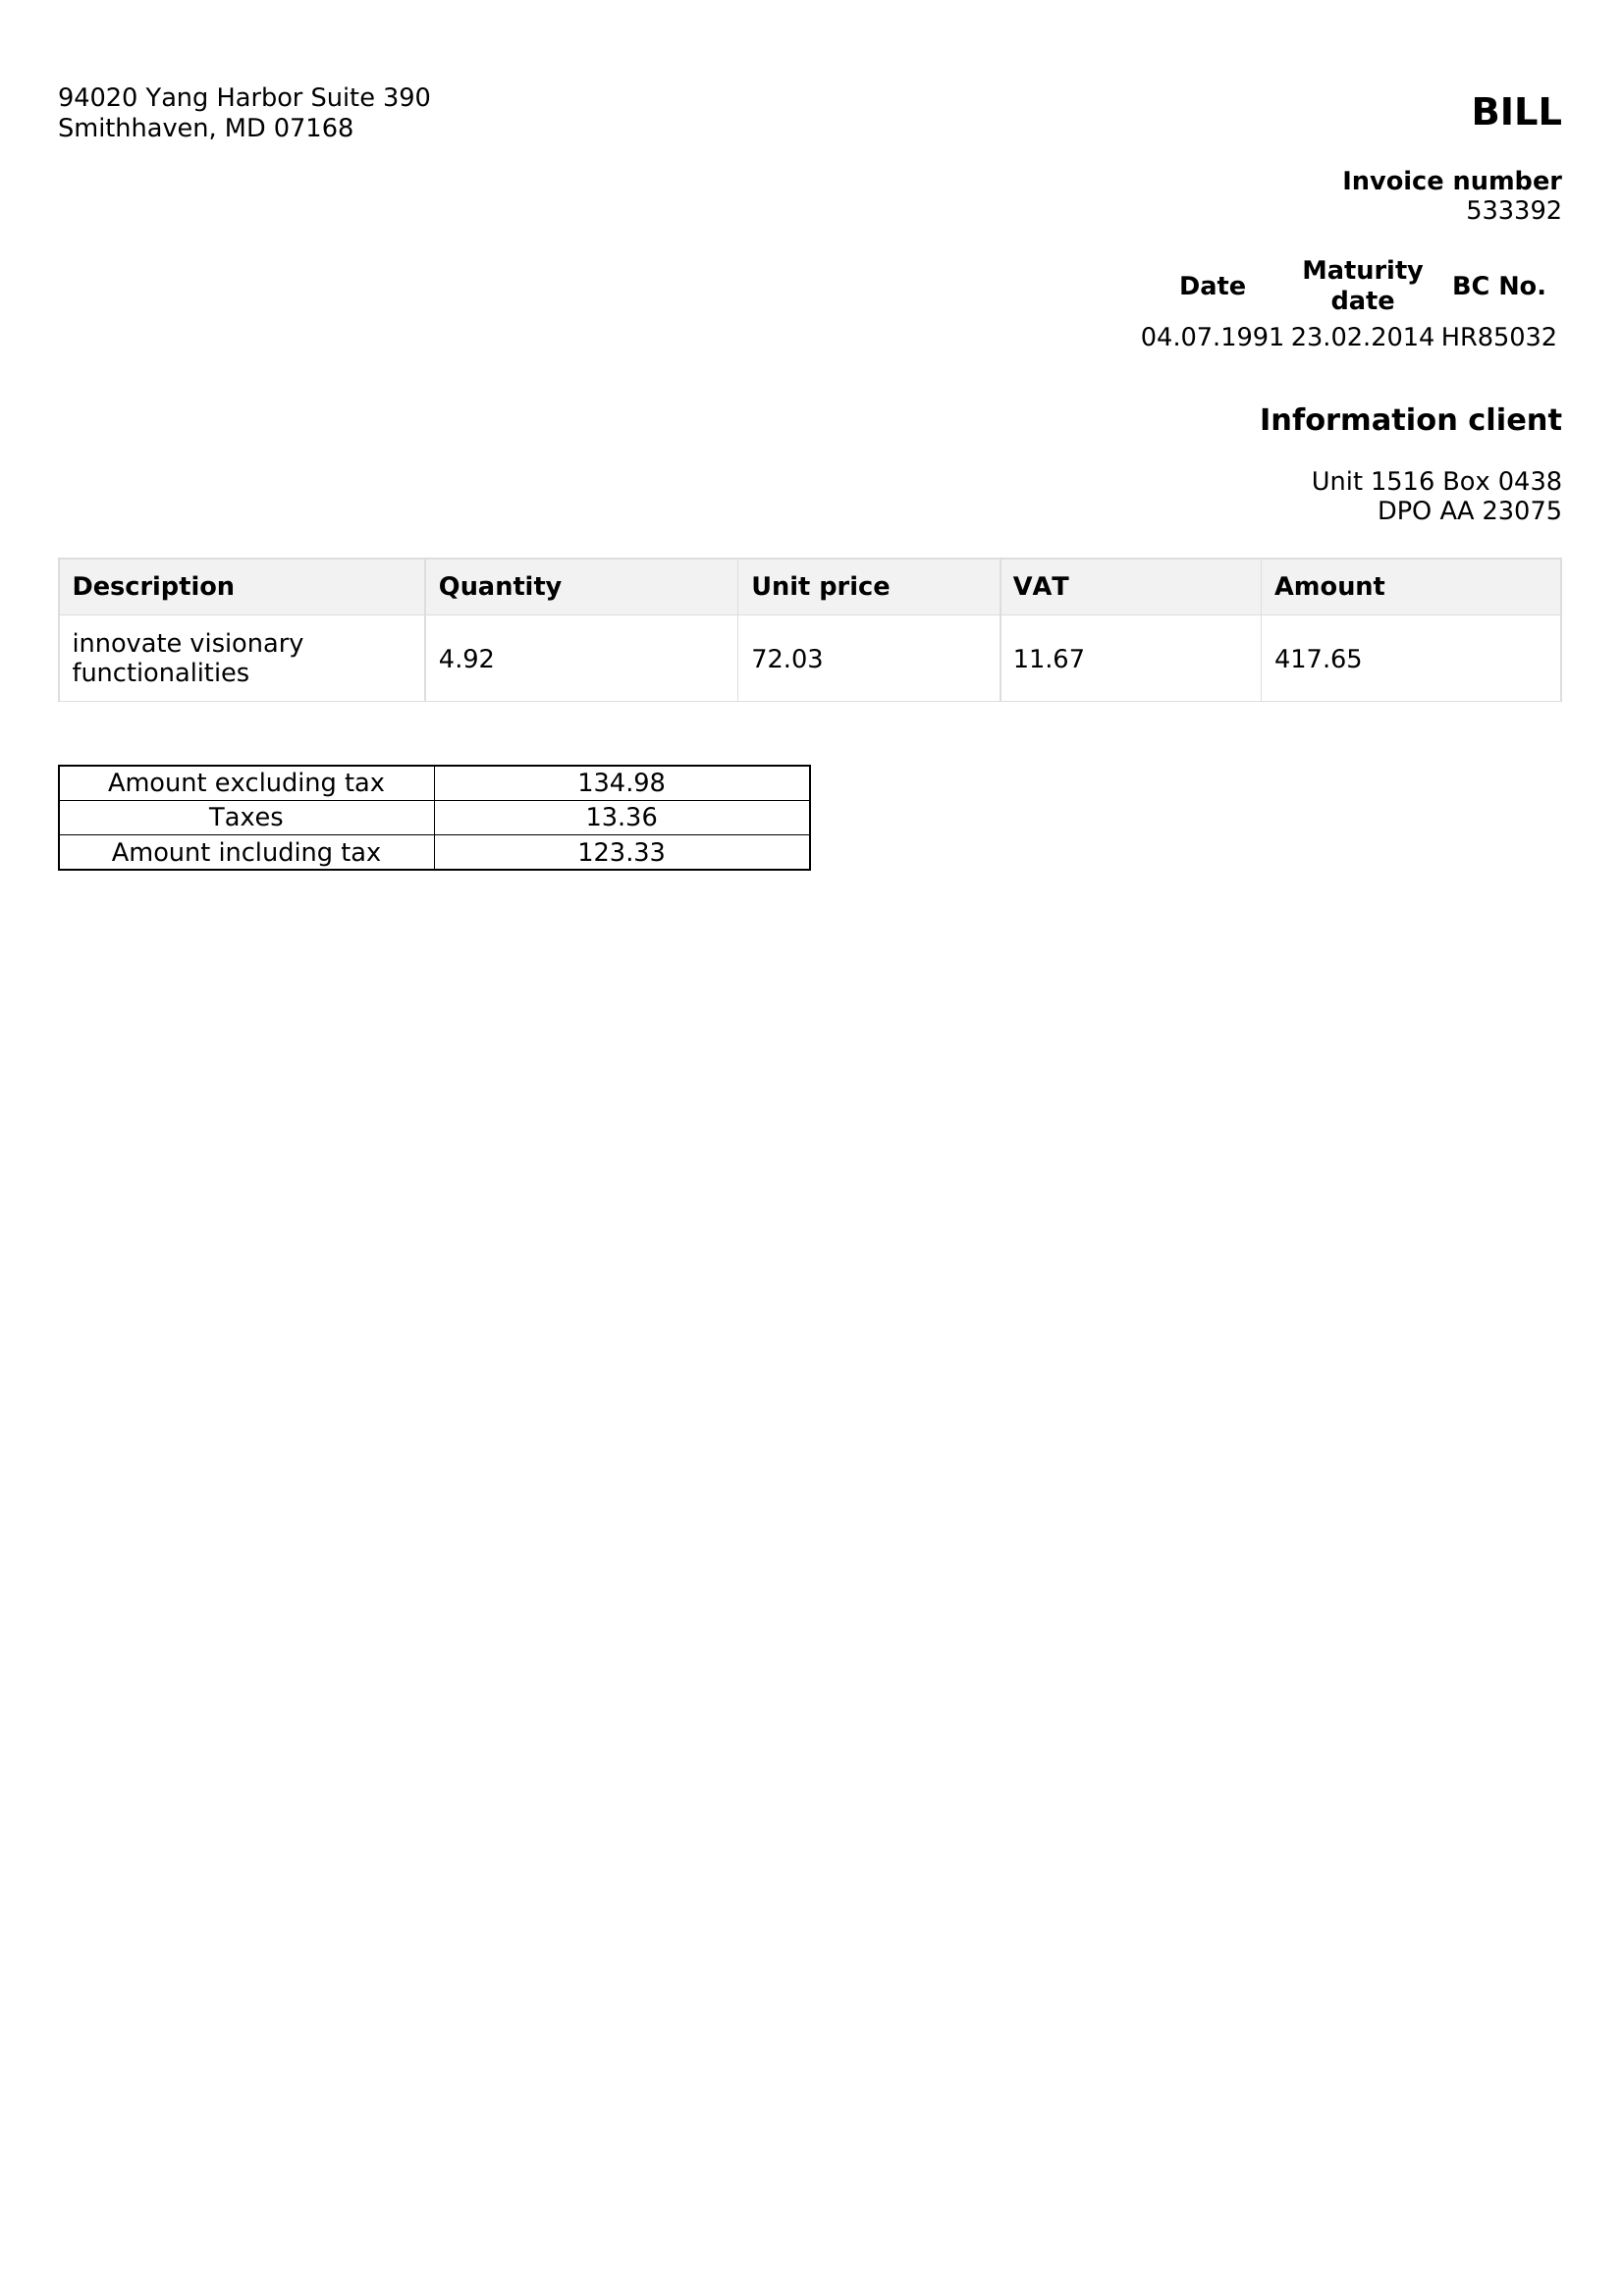 94020 Yang Harbor Suite 390
Smithhaven, MD 07168
BILL
Invoice number
533392
Date Maturity date BC No.
04.07.1991 23.02.2014 HR85032
Information client
Unit 1516 Box 0438
DPO AA 23075
Description Quantity Unit price VAT Amount
innovate visionary
functionalities 4.92 72.03 11.67 417.65
Amount excluding tax 134.98
Taxes 13.36
Amount including tax 123.33